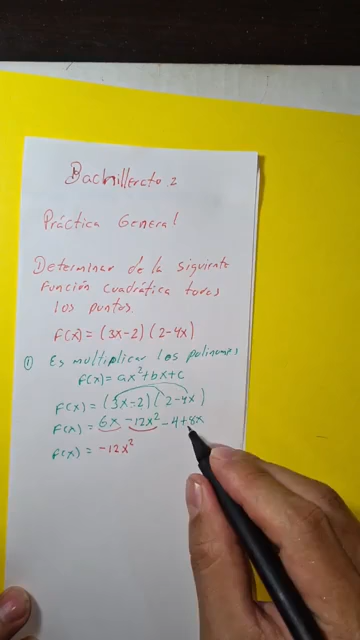 Bachillerato 2
Práctica General
Determinar de la siguiente
función cuadrática todos
los puntos
F(x) = (3x-2)(2-4x)
① Es multiplicar los polinomios
F(x) = ax² + bx + c
F(x) = (3x-2)(2-4x)
F(x) = 6x -12x² -4+8x
F(x) = -12x²